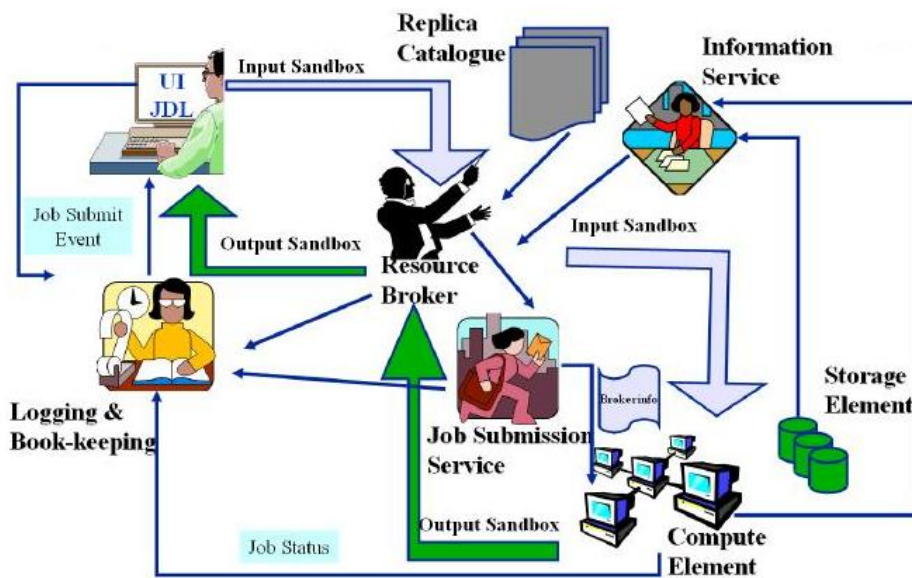 Replica
Catalogue
Information
Service
Input Sandbox
UI
JDL
Job Submit
Event
Output Sandbox
Input Sandbox
Resource
Broker
Logging &
Book-keeping
Brokerinfo
Storage
Element
Job Submission
Service
Output Sandbox
Compute
Element
Job Status